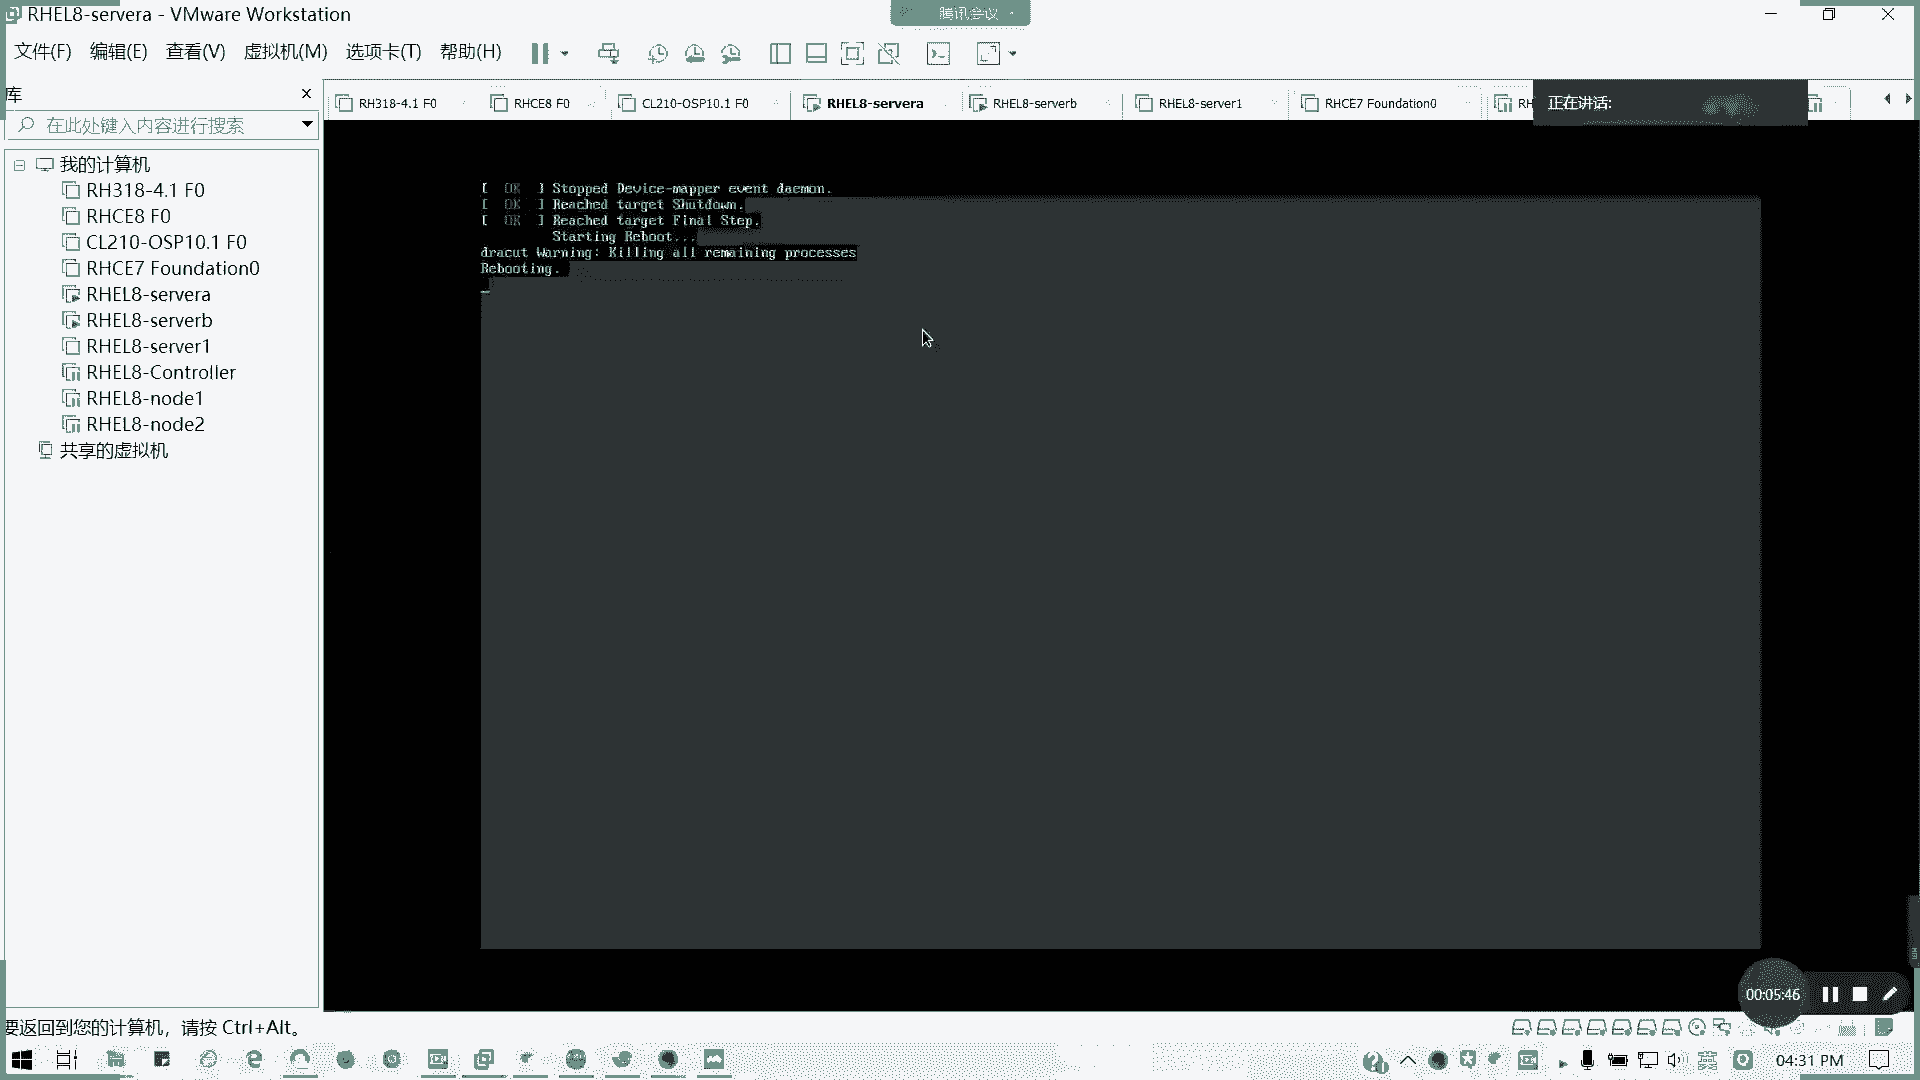 RHEL8-servera - VMware Workstation
腾讯会议
文件(F) 编辑(E) 查看(V) 虚拟机(M) 选项卡(T) 帮助(H)
库
在此处键入内容进行搜索
我的计算机
RH318-4.1 F0
RHCE8 F0
CL210-OSP10.1 F0
RHCE7 Foundation0
RHEL8-servera
RHEL8-serverb
RHEL8-server1
RHEL8-Controller
RHEL8-node1
RHEL8-node2
共享的虚拟机
RH318-4.1 F0 RHCE8 F0 CL210-OSP10.1 F0 RHEL8-servera RHEL8-serverb RHEL8-server1 RHCE7 Foundation0 RH
正在讲话:
[ OK ] Stopped Device-mapper event daemon.
[ OK ] Reached target Shutdown.
[ OK ] Reached target Final Step.
Starting Reboot...
dracut Warning: Killing all remaining processes
Rebooting.
00:05:46
要返回到您的计算机，请按 Ctrl+Alt。
英
04:31 PM